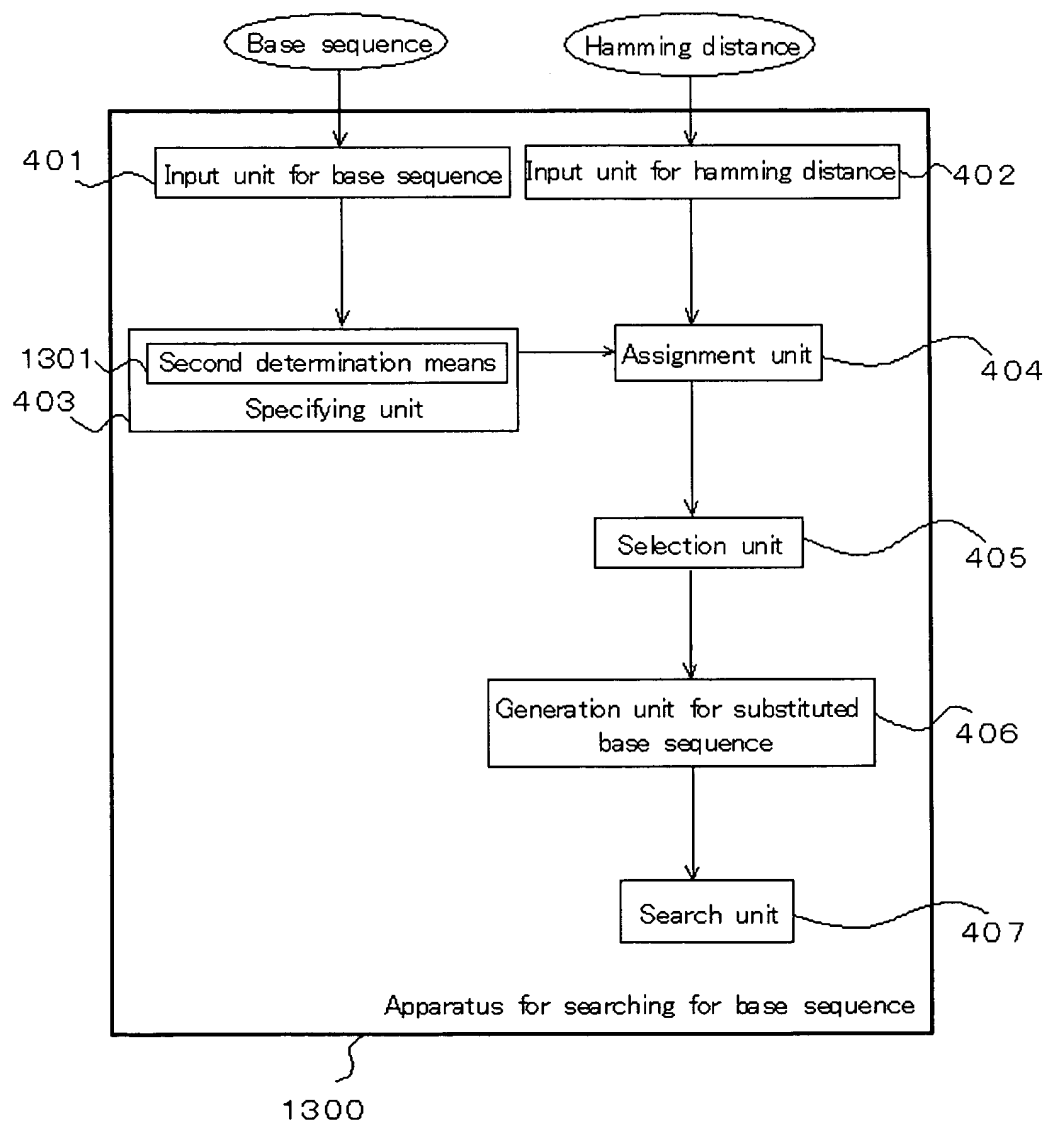 Base sequence
Hamming distance
401
Input unit for base sequence
Input unit for hamming distance
402
1301
Second determination means
Assignment unit
404
403
Specifying unit
Selection unit
405
Generation unit for substituted
base sequence
406
Search unit
407
Apparatus for searching for base sequence
1300